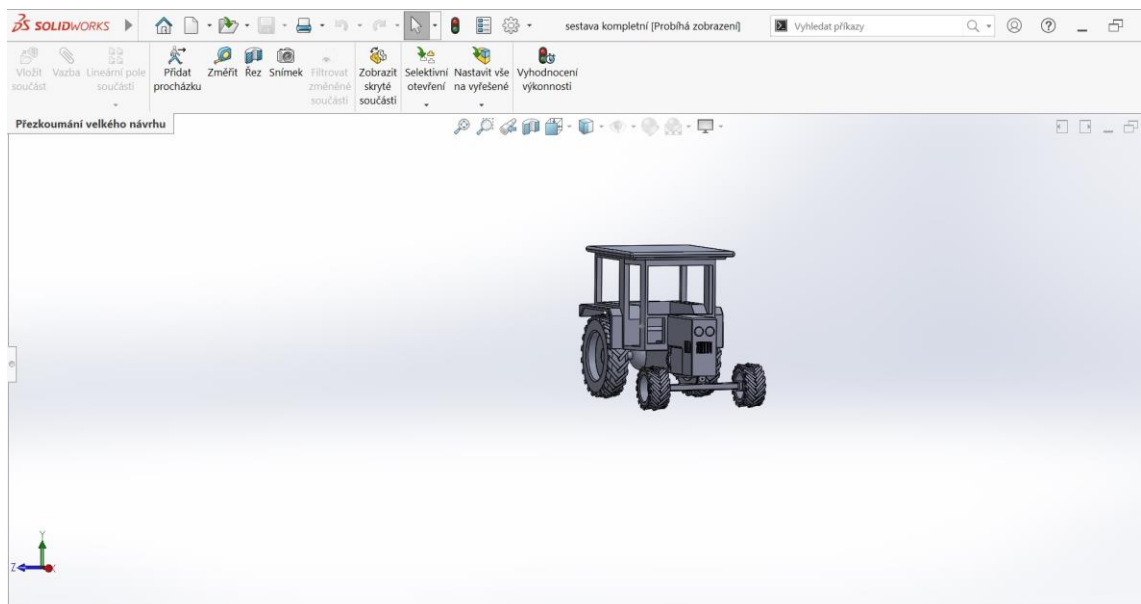 SOLIDWORKS
sestava kompletní [Probíhá zobrazení]
Vyhledat příkazy
Vložit součást
Vazba
Lineární pole součástí
Přidat procházku
Změřit
Řez
Snímek
Filtrovat změněné součásti
Zobrazit skryté součásti
Selektivní otevření
Nastavit vše na vyřešené
Vyhodnocení výkonnosti
Přezkoumání velkého návrhu
Y
Z
X